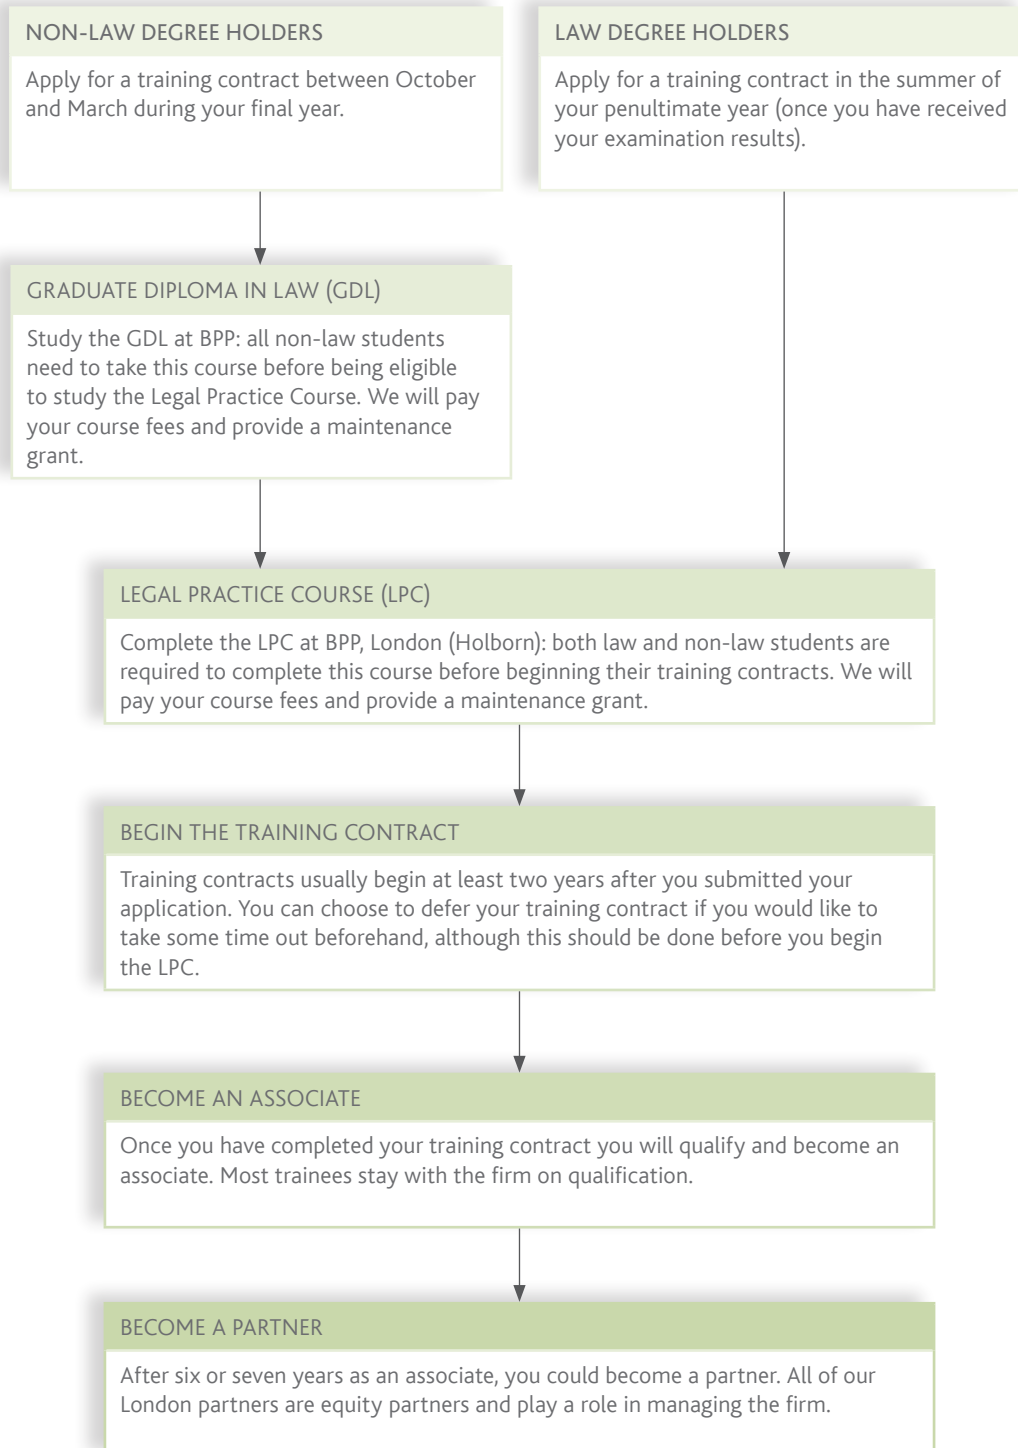 NON-LAW DEGREE HOLDERS
Apply for a training contract between October
and March during your final year.
LAW DEGREE HOLDERS
Apply for a training contract in the summer of
your penultimate year (once you have received
your examination results).
GRADUATE DIPLOMA IN LAW (GDL)
Study the GDL at BPP: all non-law students
need to take this course before being eligible
to study the Legal Practice Course. We will pay
your course fees and provide a maintenance
grant.
LEGAL PRACTICE COURSE (LPC)
Complete the LPC at BPP, London (Holborn): both law and non-law students are
required to complete this course before beginning their training contracts. We will
pay your course fees and provide a maintenance grant.
BEGIN THE TRAINING CONTRACT
Training contracts usually begin at least two years after you submitted your
application. You can choose to defer your training contract if you would like to
take some time out beforehand, although this should be done before you begin
the LPC.
BECOME AN ASSOCIATE
Once you have completed your training contract you will qualify and become an
associate. Most trainees stay with the firm on qualification.
BECOME A PARTNER
After six or seven years as an associate, you could become a partner. All of our
London partners are equity partners and play a role in managing the firm.